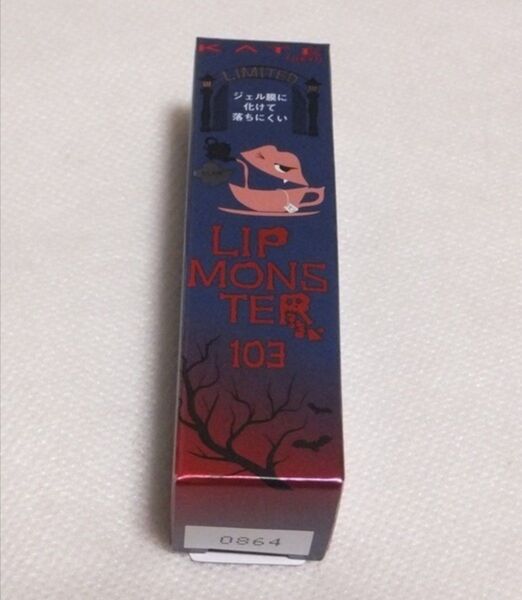 KATE
TOKYO
LIMITED
ジェル膜に
化けて
落ちにくい
LIP
MONS
TER
103
0864